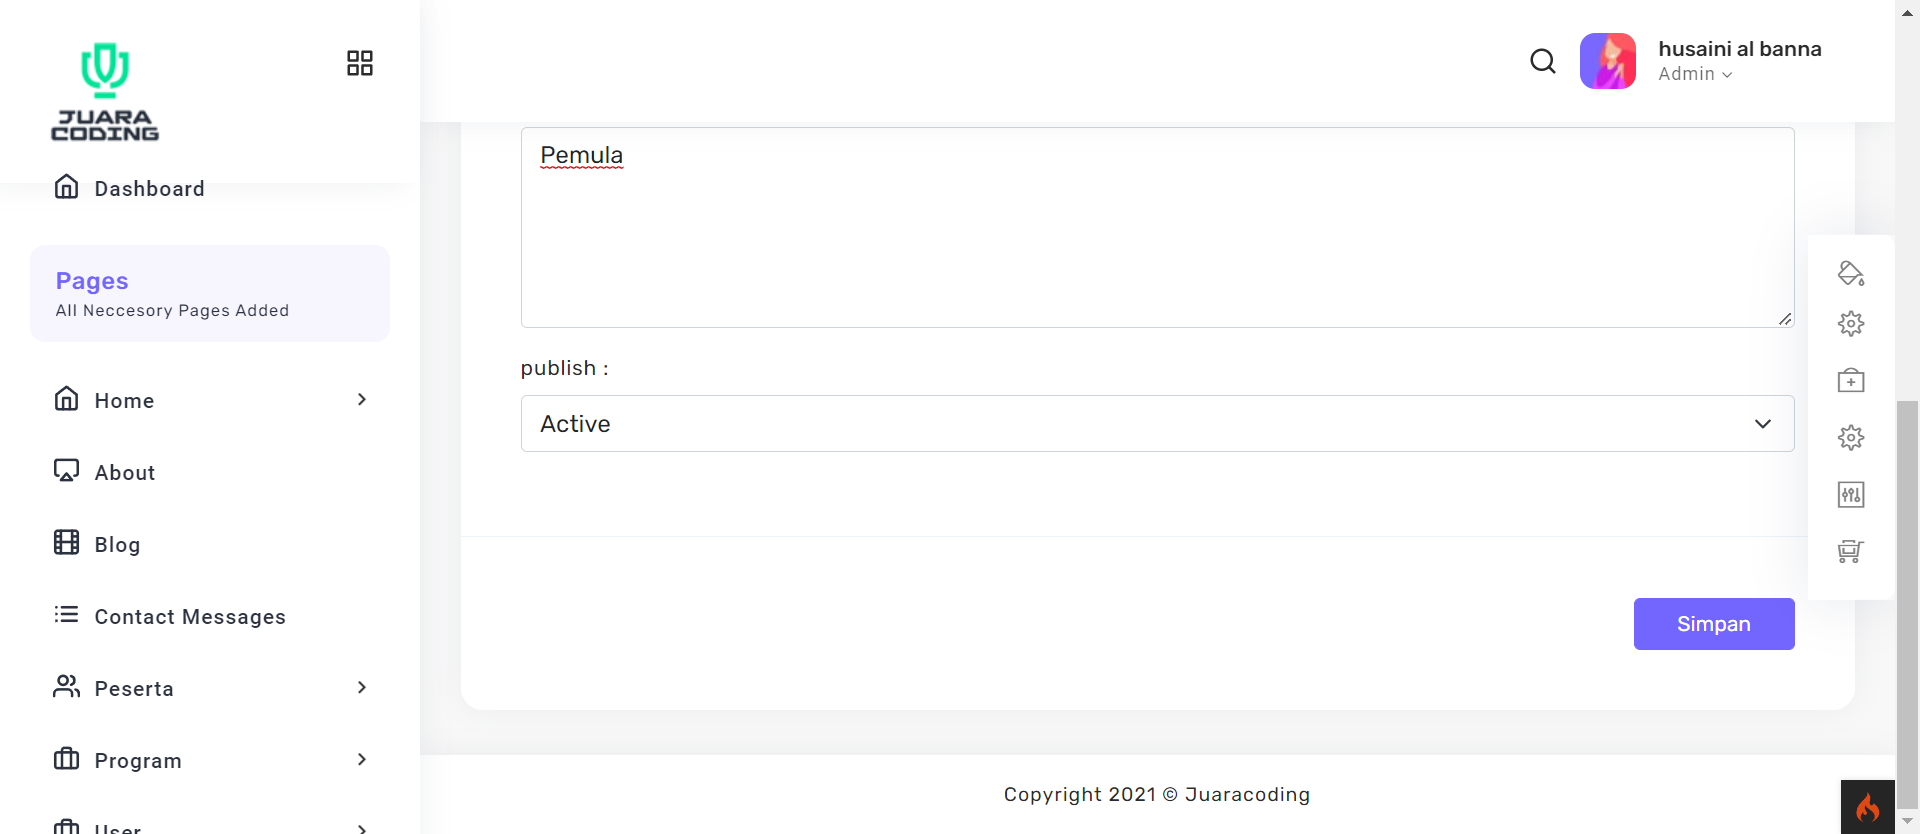 JUARA
CODING
Dashboard
Pages
All Neccesory Pages Added
Home
About
Blog
Contact Messages
Peserta
Program
User
husaini al banna
Admin
Pemula
publish :
Active
Simpan
Copyright 2021 © Juaracoding